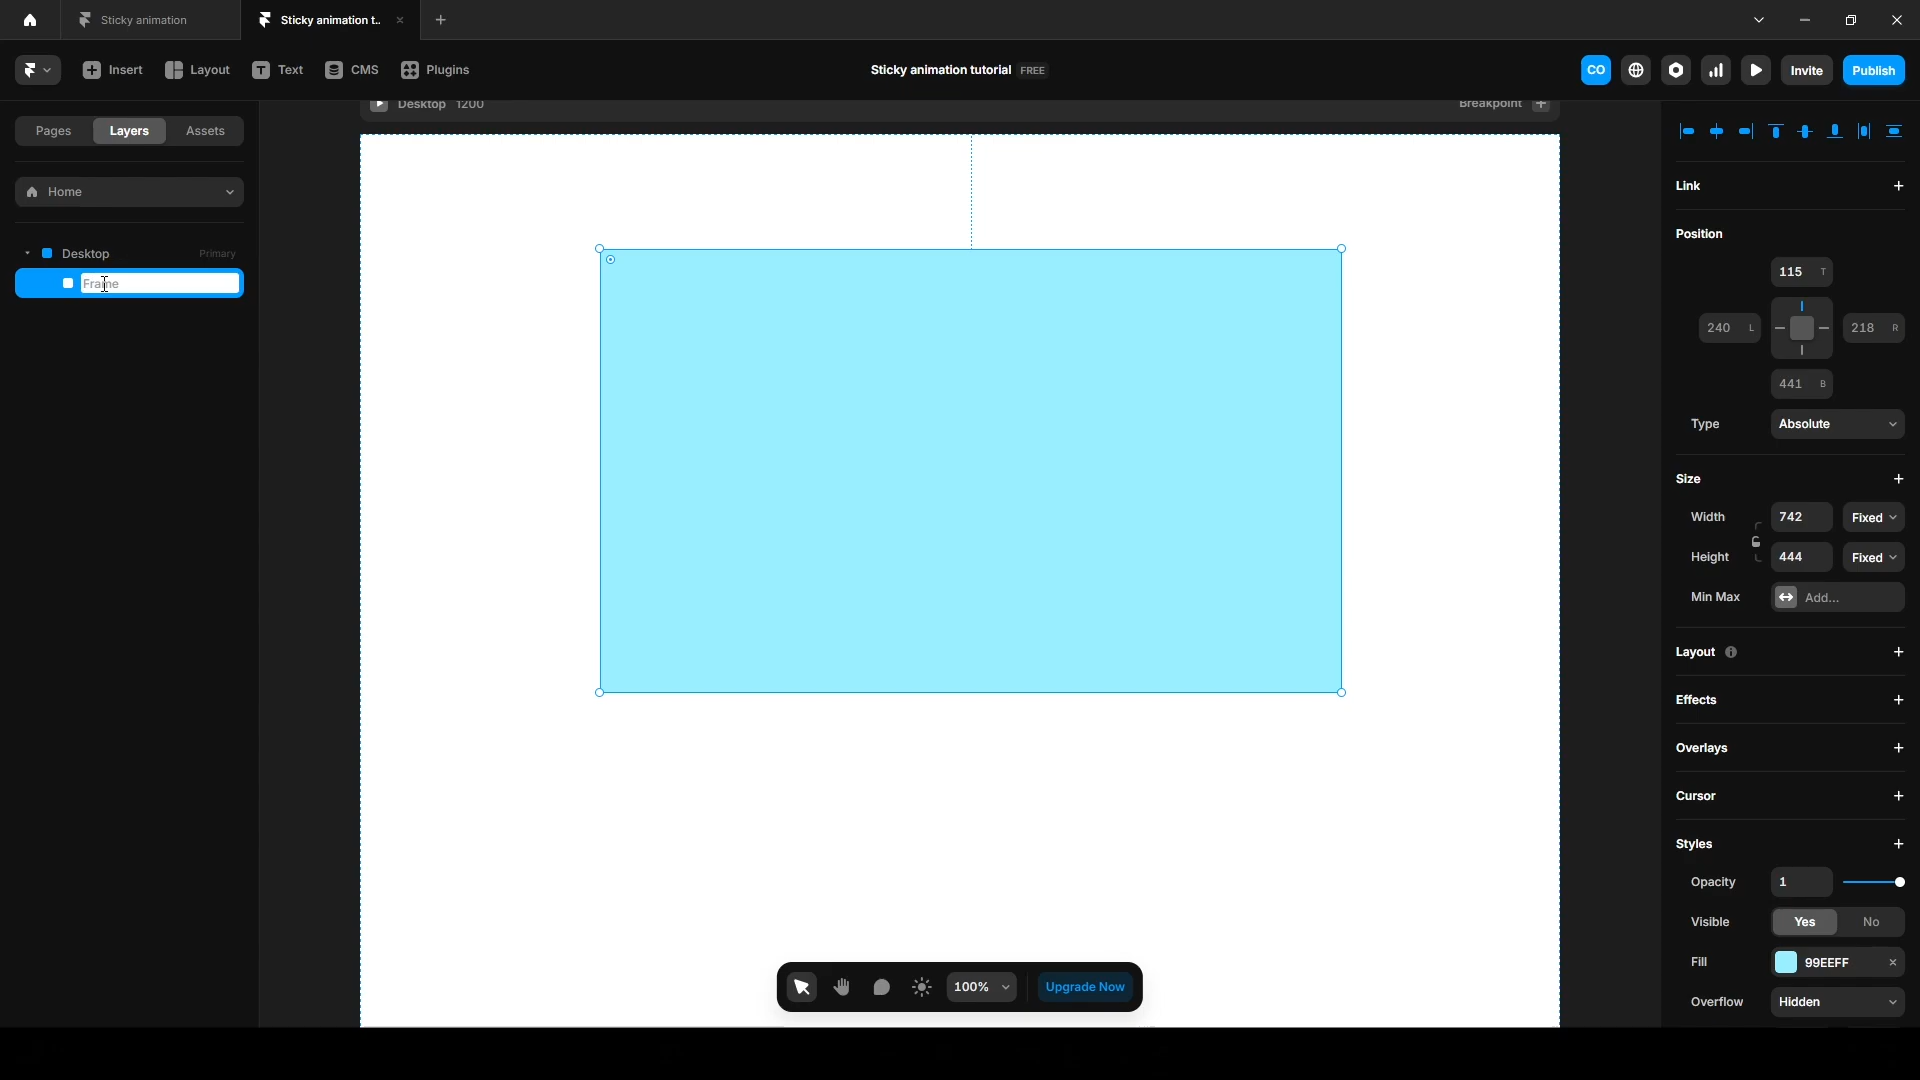 Sticky animation
Sticky animation t..
Insert
Layout
Text
CMS
Plugins
Sticky animation tutorial FREE
CO
Invite
Publish
Pages
Layers
Assets
Home
Desktop Primary
Frame
Desktop 1200
Breakpoint
Link
Position
115 T
240 L
218 R
441 B
Type Absolute
Size
Width 742 Fixed
Height 444 Fixed
Min Max Add...
Layout
Effects
Overlays
Cursor
Styles
Opacity 1
Visible Yes No
Fill 99EEFF
Overflow Hidden
100%
Upgrade Now